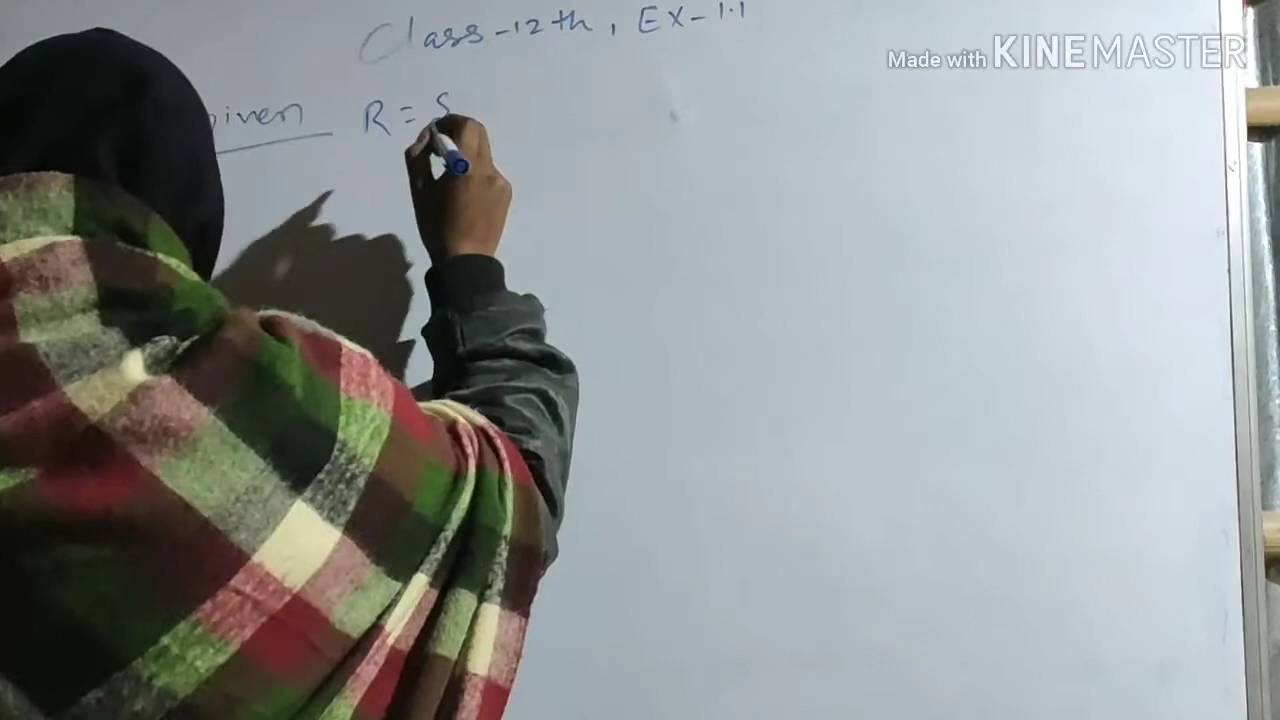 Class-12th, Ex-1.1
Made with KINEMASTER
given R =